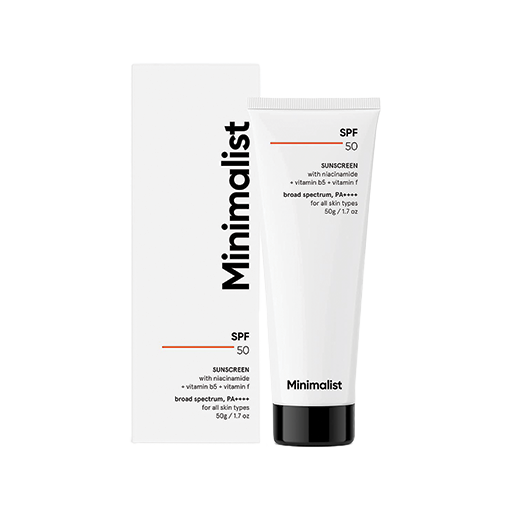 Minimalist
SPF
50
SUNSCREEN
with niacinamide
+ vitamin b5 + vitamin f
broad spectrum, PA++++
for all skin types
50g / 1.7 oz
SPF
50
SUNSCREEN
with niacinamide
+ vitamin b5 + vitamin f
broad spectrum, PA++++
for all skin types
50g / 1.7 oz
Minimalist